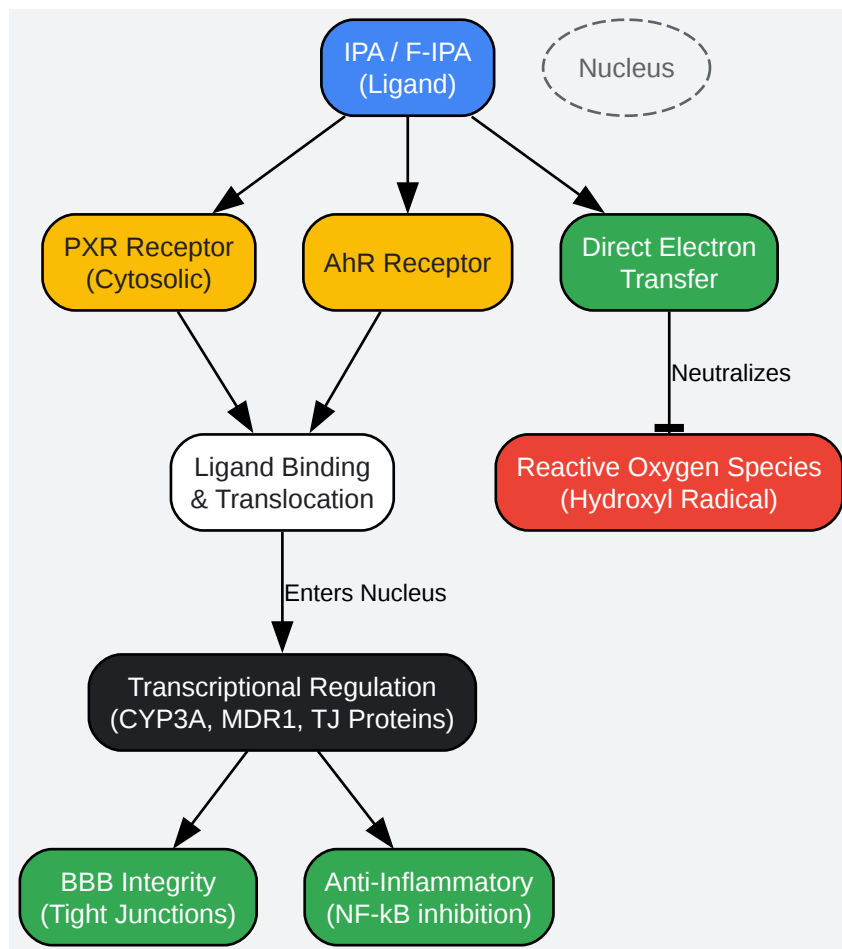 IPA / F-IPA
(Ligand)
Nucleus
PXR Receptor
(Cytosolic)
AhR Receptor
Direct Electron
Transfer
Neutralizes
Ligand Binding
& Translocation
Reactive Oxygen Species
(Hydroxyl Radical)
Enters Nucleus
Transcriptional Regulation
(CYP3A, MDR1, TJ Proteins)
BBB Integrity
(Tight Junctions)
Anti-Inflammatory
(NF-kB inhibition)